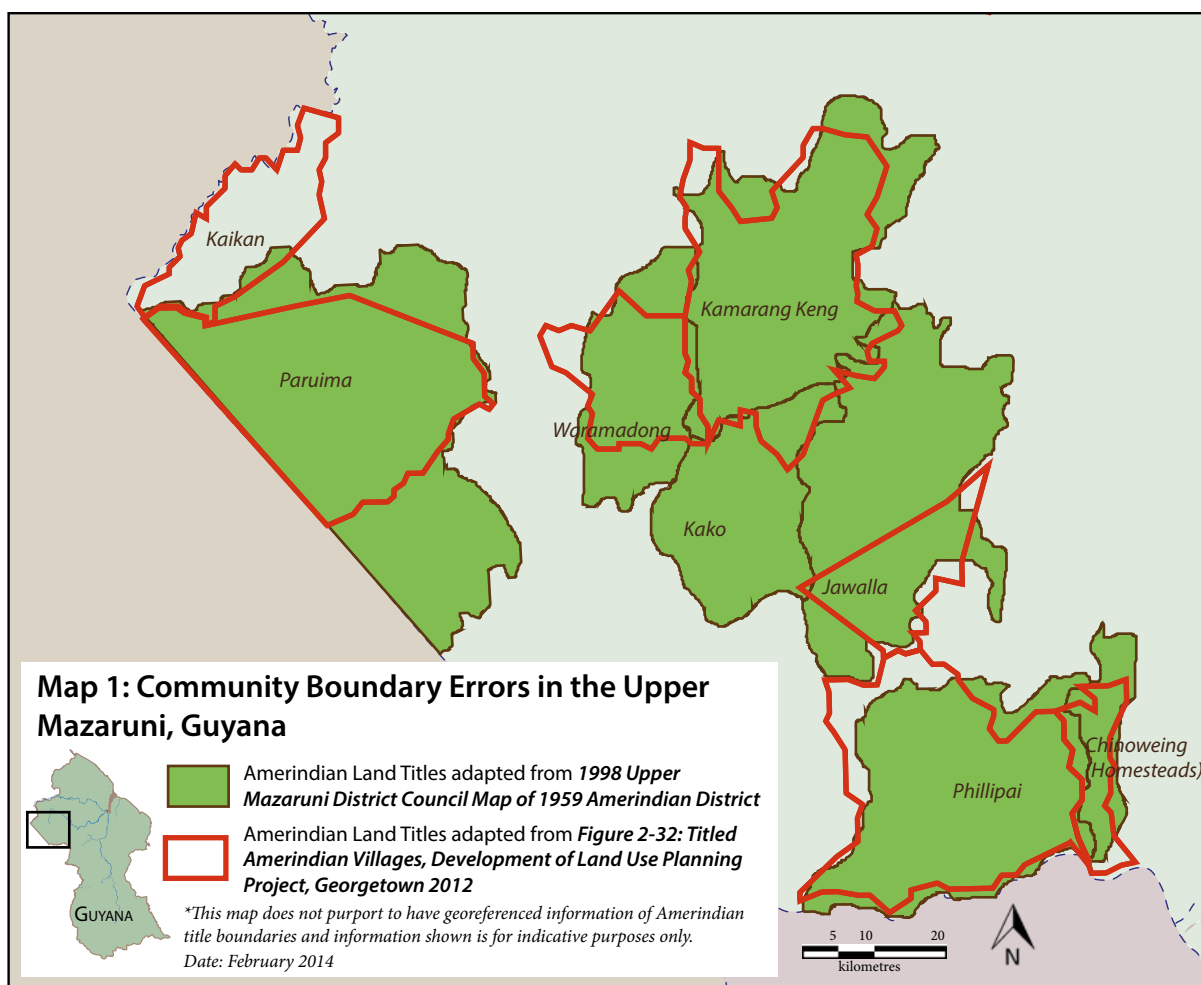 Kaikan
Kamarang Keng
Paruima
Waramadong
Kako
Jawalla
Chinoweing
(Homesteads)
Phillipai
Map 1: Community Boundary Errors in the Upper
Mazaruni, Guyana
Amerindian Land Titles adapted from 1998 Upper
Mazaruni District Council Map of 1959 Amerindian District
Amerindian Land Titles adapted from Figure 2-32: Titled
Amerindian Villages, Development of Land Use Planning
Project, Georgetown 2012
GUYANA
*This map does not purport to have georeferenced information of Amerindian
title boundaries and information shown is for indicative purposes only.
Date: February 2014
5 10 20
kilometres
N